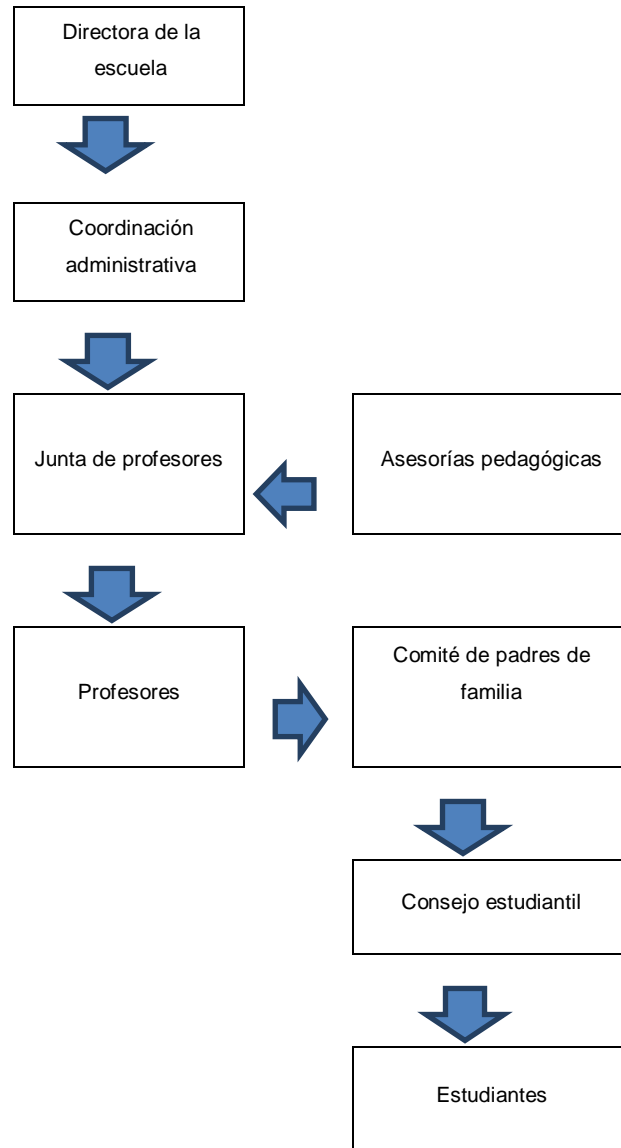 Directora de la
escuela
Coordinación
administrativa
Junta de profesores
Asesorías pedagógicas
Profesores
Comité de padres de
familia
Consejo estudiantil
Estudiantes